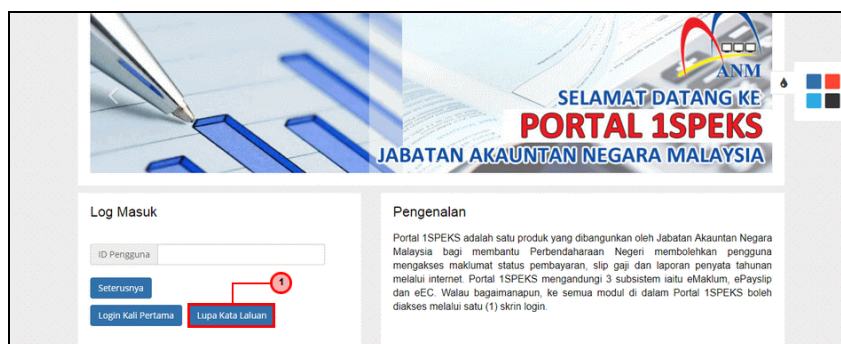 ANM
SELAMAT DATANG KE
PORTAL 1SPEKS
JABATAN AKAUNTAN NEGARA MALAYSIA
Log Masuk
ID Pengguna
Seterusnya
1
Login Kali Pertama
Lupa Kata Laluan
Pengenalan
Portal 1SPEKS adalah satu produk yang dibangunkan oleh Jabatan Akauntan Negara
Malaysia bagi membantu Perbendaharaan Negeri membolehkan pengguna
mengakses maklumat status pembayaran, slip gaji dan laporan penyata tahunan
melalui internet. Portal 1SPEKS mengandungi 3 subsistem iaitu eMaklum, ePayslip
dan eEC. Walau bagaimanapun, ke semua modul di dalam Portal 1SPEKS boleh
diakses melalui satu (1) skrin login.